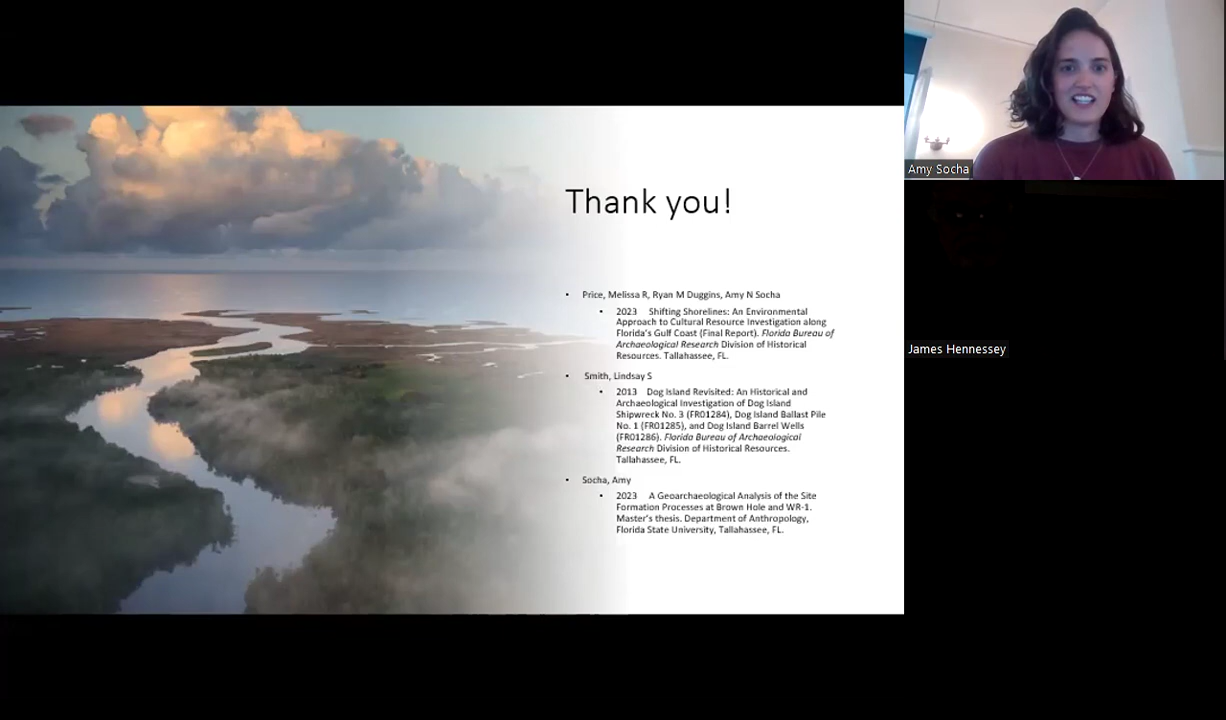 Thank you!
• Price, Melissa R, Ryan M Duggins, Amy N Socha
• 2023 Shifting Shorelines: An Environmental
Approach to Cultural Resource Investigation along
Florida's Gulf Coast (Final Report). Florida Bureau of
Archaeological Research Division of Historical
Resources. Tallahassee, FL.
• Smith, Lindsay S
• 2013 Dog Island Revisited: An Historical and
Archaeological Investigation of Dog Island
Shipwreck No. 3 (FR01284), Dog Island Ballast Pile
No. 1 (FR01285), and Dog Island Barrel Wells
(FR01286). Florida Bureau of Archaeological
Research Division of Historical Resources.
Tallahassee, FL.
• Socha, Amy
• 2023 A Geoarchaeological Analysis of the Site
Formation Processes at Brown Hole and WR-1.
Master's thesis. Department of Anthropology,
Florida State University, Tallahassee, FL.
Amy Socha
James Hennessey